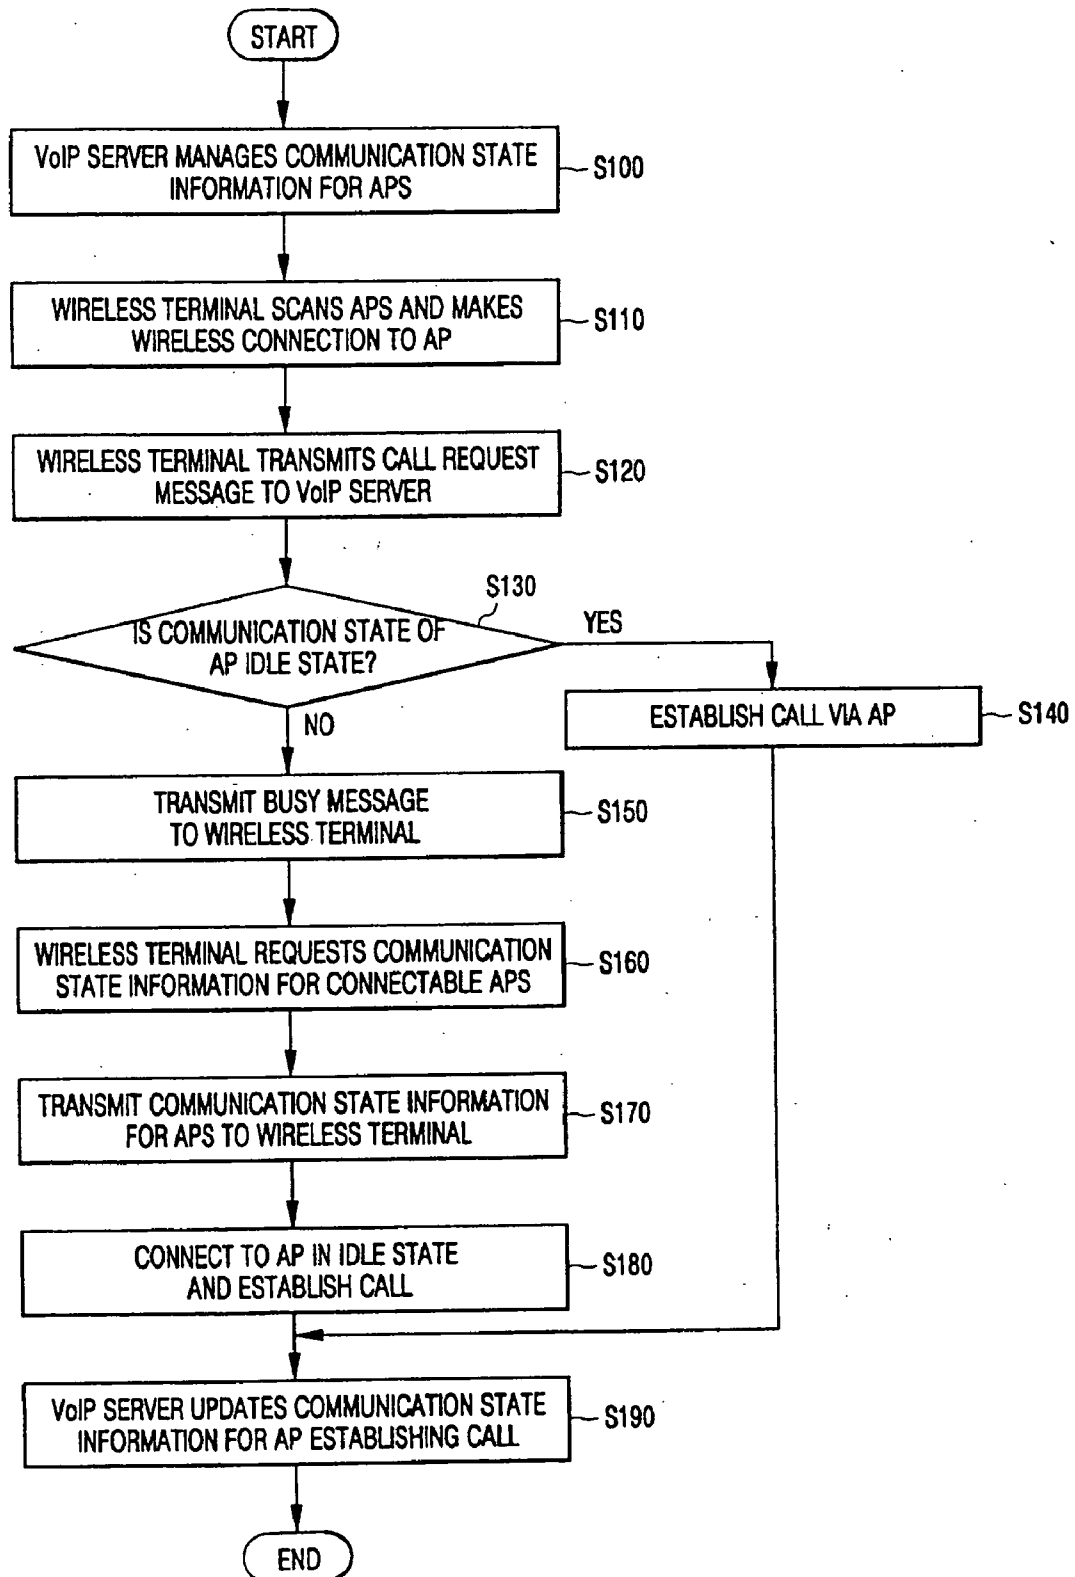 START
VoIP SERVER MANAGES COMMUNICATION STATE
INFORMATION FOR APS
S100
WIRELESS TERMINAL SCANS APS AND MAKES
WIRELESS CONNECTION TO AP
S110
WIRELESS TERMINAL TRANSMITS CALL REQUEST
MESSAGE TO VoIP SERVER
S120
S130
IS COMMUNICATION STATE OF
AP IDLE STATE?
YES
NO
ESTABLISH CALL VIA AP
S140
TRANSMIT BUSY MESSAGE
TO WIRELESS TERMINAL
S150
WIRELESS TERMINAL REQUESTS COMMUNICATION
STATE INFORMATION FOR CONNECTABLE APS
S160
TRANSMIT COMMUNICATION STATE INFORMATION
FOR APS TO WIRELESS TERMINAL
S170
CONNECT TO AP IN IDLE STATE
AND ESTABLISH CALL
S180
VoIP SERVER UPDATES COMMUNICATION STATE
INFORMATION FOR AP ESTABLISHING CALL
S190
END